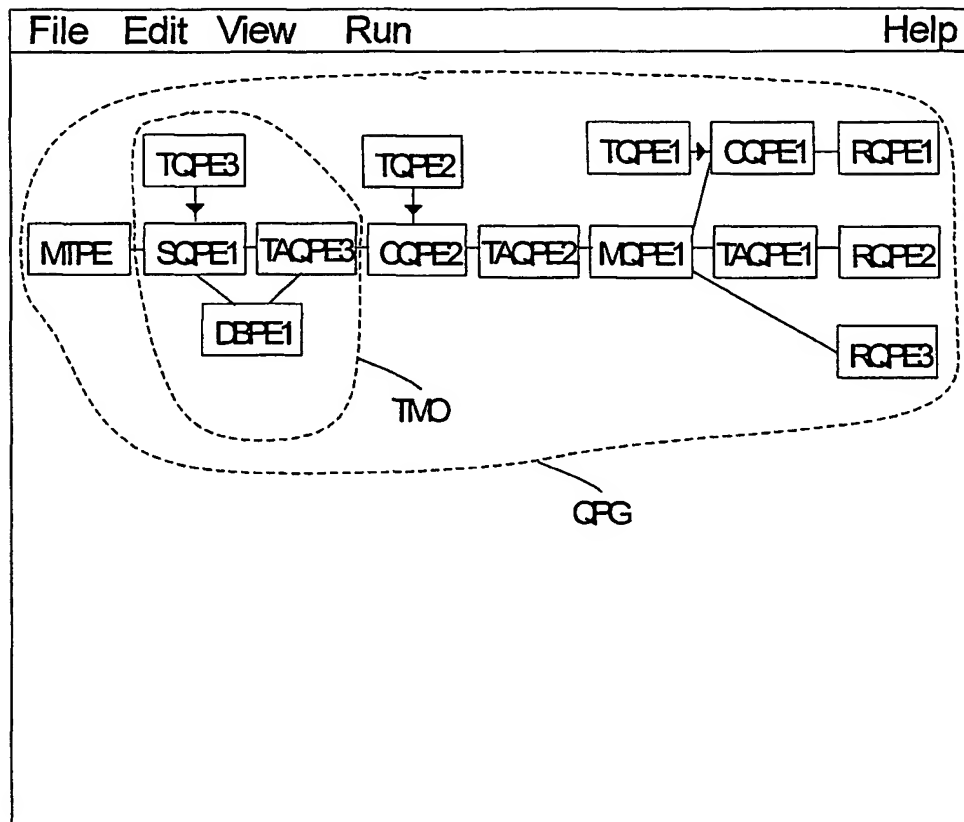 File Edit View Run Help
TQPE3 TQPE2 TQPE1 CQPE1 RQPE1
MTPE SQPE1 TAQPE3 CQPE2 TAQPE2 MQPE1 TAQPE1 RQPE2
DBPE1 RQPE3
TMO
QPG